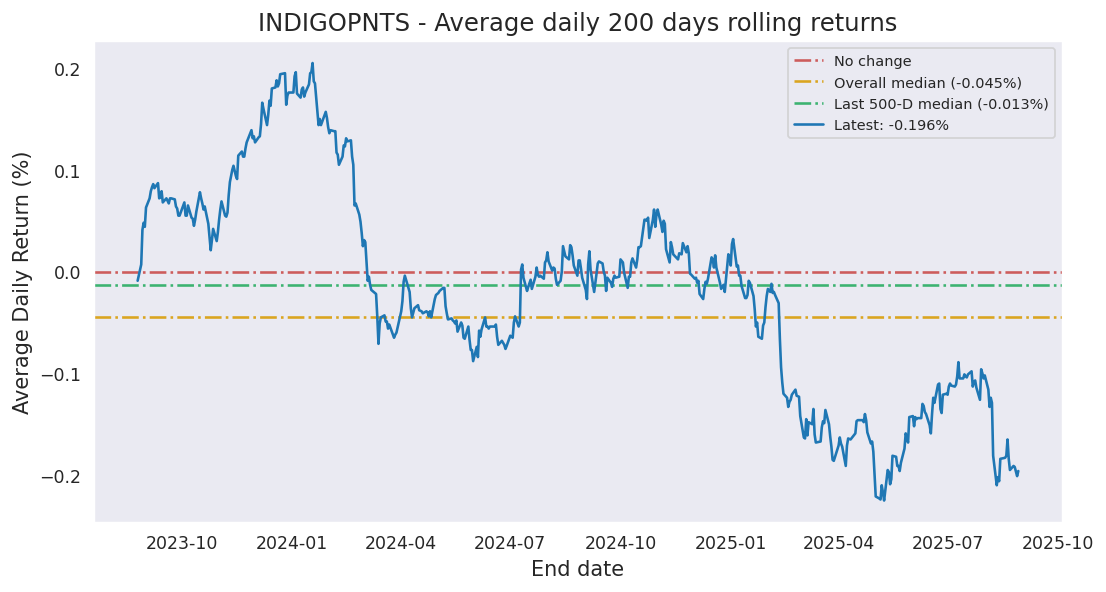 INDIGOPNTS - Average daily 200 days rolling returns
No change
Overall median (-0.045%)
Last 500-D median (-0.013%)
Latest: -0.196%
Average Daily Return (%)
0.2
0.1
0.0
−0.1
−0.2
2023-10
2024-01
2024-04
2024-07
2024-10
2025-01
2025-04
2025-07
2025-10
End date